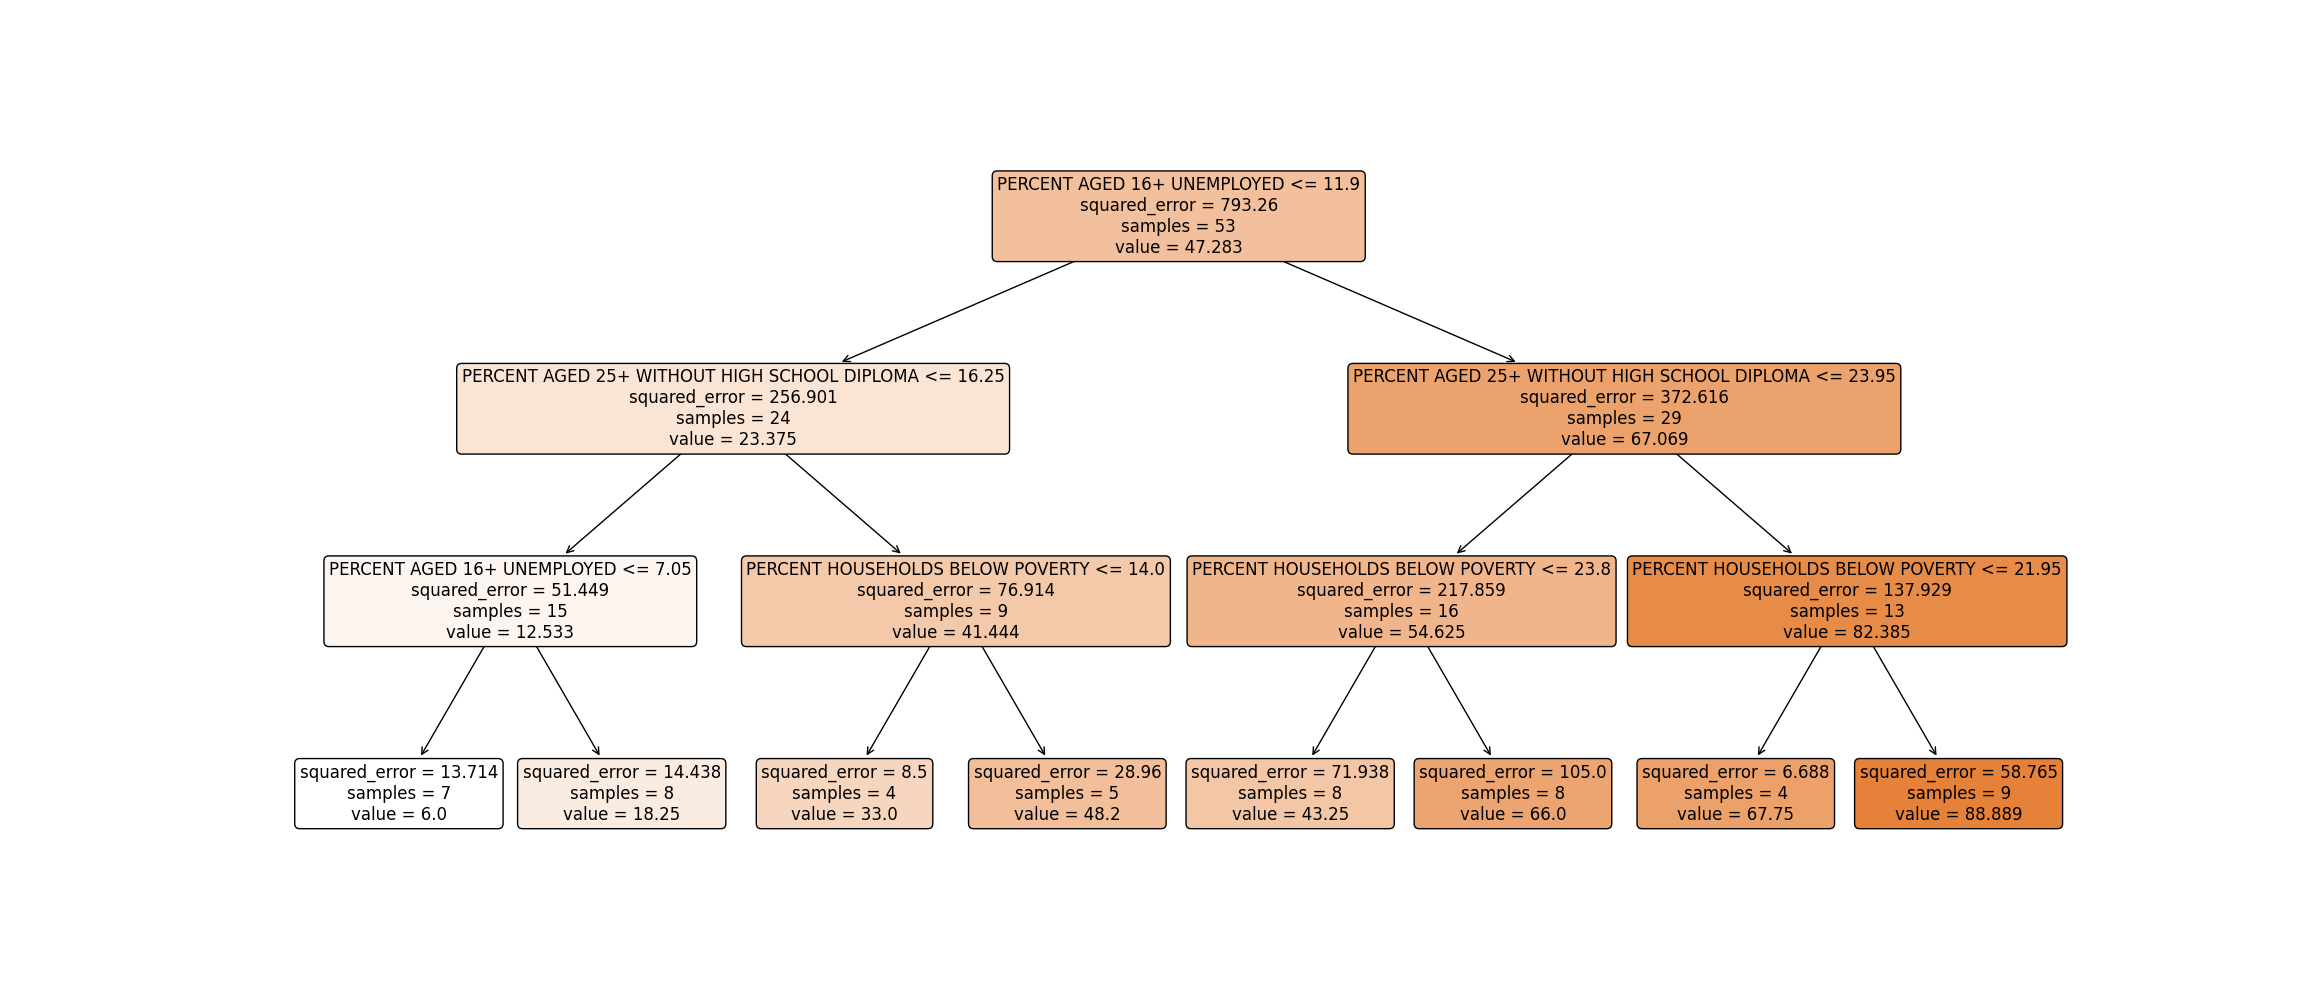 PERCENT AGED 16+ UNEMPLOYED <= 11.9
squared_error = 793.26
samples = 53
value = 47.283
PERCENT AGED 25+ WITHOUT HIGH SCHOOL DIPLOMA <= 16.25
squared_error = 256.901
samples = 24
value = 23.375
PERCENT AGED 25+ WITHOUT HIGH SCHOOL DIPLOMA <= 23.95
squared_error = 372.616
samples = 29
value = 67.069
PERCENT AGED 16+ UNEMPLOYED <= 7.05
squared_error = 51.449
samples = 15
value = 12.533
PERCENT HOUSEHOLDS BELOW POVERTY <= 14.0
squared_error = 76.914
samples = 9
value = 41.444
PERCENT HOUSEHOLDS BELOW POVERTY <= 23.8
squared_error = 217.859
samples = 16
value = 54.625
PERCENT HOUSEHOLDS BELOW POVERTY <= 21.95
squared_error = 137.929
samples = 13
value = 82.385
squared_error = 13.714
samples = 7
value = 6.0
squared_error = 14.438
samples = 8
value = 18.25
squared_error = 8.5
samples = 4
value = 33.0
squared_error = 28.96
samples = 5
value = 48.2
squared_error = 71.938
samples = 8
value = 43.25
squared_error = 105.0
samples = 8
value = 66.0
squared_error = 6.688
samples = 4
value = 67.75
squared_error = 58.765
samples = 9
value = 88.889